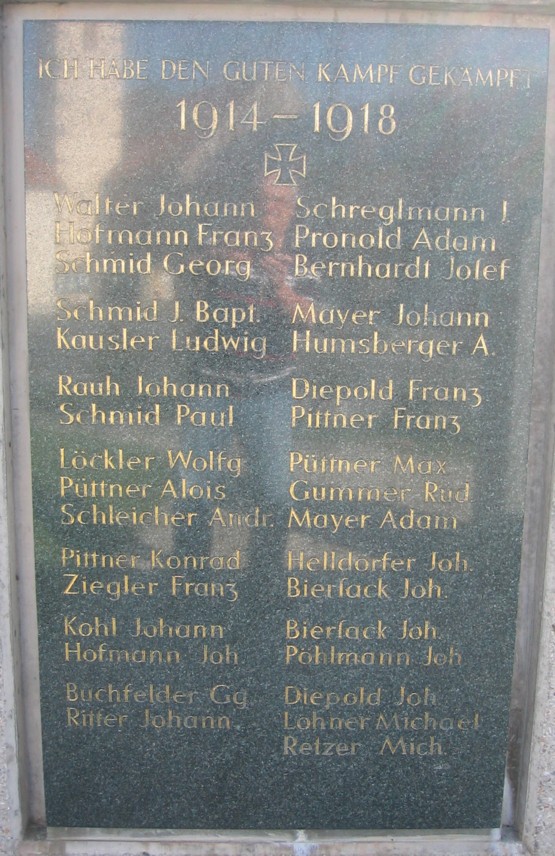 ICH HABE DEN GUTEN KAMPF GEKÄMPFT
1914 – 1918
Walter Johann
Hofmann Franz
Schmid Georg
Schmid J. Bapt.
Kausler Ludwig
Rauh Johann
Schmid Paul
Löckler Wolfg.
Püttner Alois
Schleicher Andr.
Pittner Konrad
Ziegler Franz
Kohl Johann
Hofmann Joh.
Buchfelder Gg.
Ritter Johann
Schreglmann J.
Pronold Adam
Bernhardt Joſef
Mayer Johann
Humsberger A.
Diepold Franz
Pittner Franz
Püttner Max
Gummer Rud.
Mayer Adam
Helldörfer Joh.
Bierſack Joh.
Bierſack Joh.
Pöhlmann Joh.
Diepold Joh.
Lohner Michael
Retzer Mich.